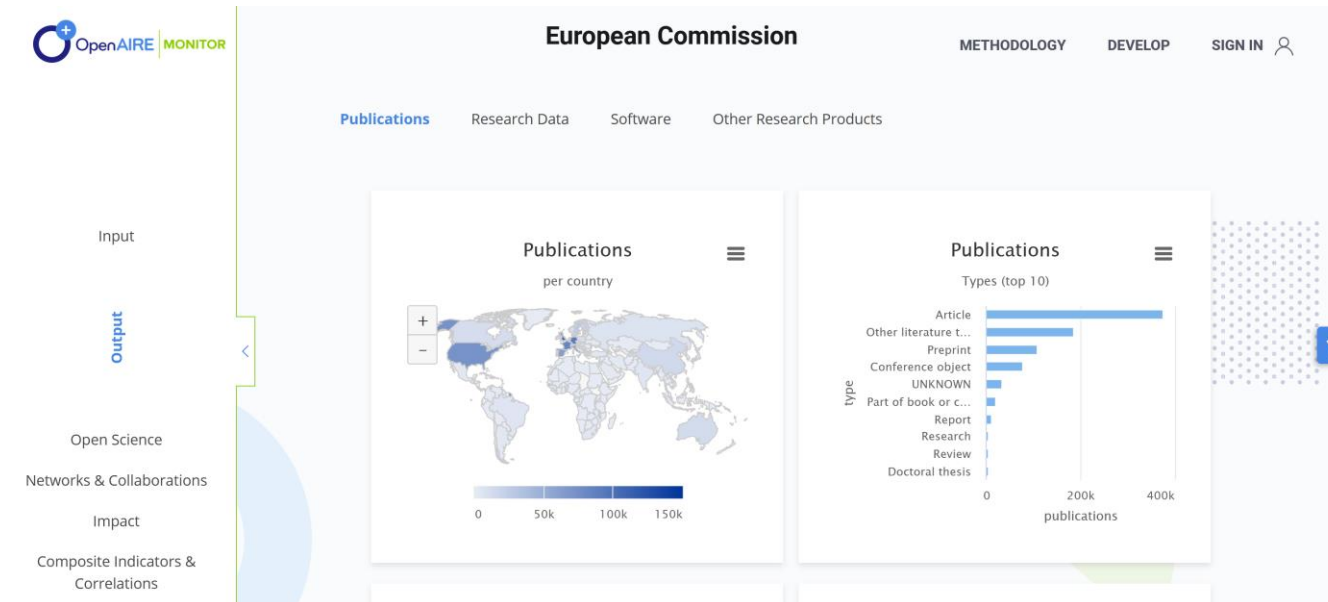 OpenAIRE MONITOR
European Commission
METHODOLOGY DEVELOP SIGN IN
Publications Research Data Software Other Research Products
Input
Output
Open Science
Networks & Collaborations
Impact
Composite Indicators &
Correlations
Publications
per country
+
−
0 50k 100k 150k
Publications
Types (top 10)
type
Article
Other literature t...
Preprint
Conference object
UNKNOWN
Part of book or c...
Report
Research
Review
Doctoral thesis
0 200k 400k
publications